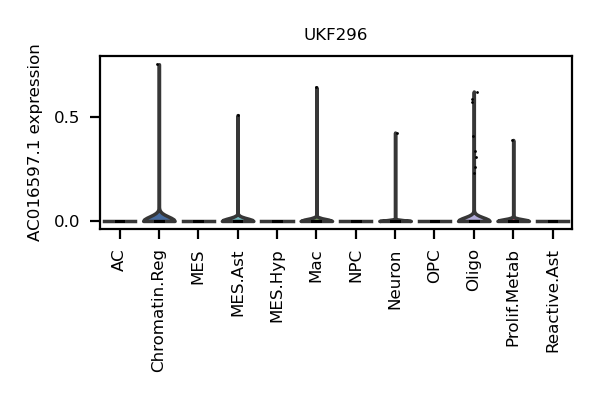 UKF296
AC016597.1 expression
0.5
0.0
AC
Chromatin.Reg
MES
MES.Ast
MES.Hyp
Mac
NPC
Neuron
OPC
Oligo
Prolif.Metab
Reactive.Ast